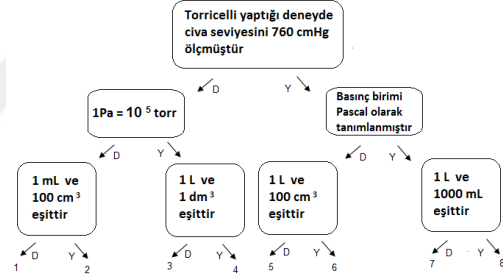 Torricelli yaptığı deneyde
civa seviyesini 760 cmHg
ölçmüştür
D
Y
1Pa = 10 5 torr
Basınç birimi
Pascal olarak
tanımlanmıştır
D
Y
D
Y
1 mL ve
100 cm 3
eşittir
1 L ve
1 dm 3
eşittir
1 L ve
100 cm 3
eşittir
1 L ve
1000 mL
eşittir
D
Y
D
Y
D
Y
D
Y
1
2
3
4
5
6
7
8